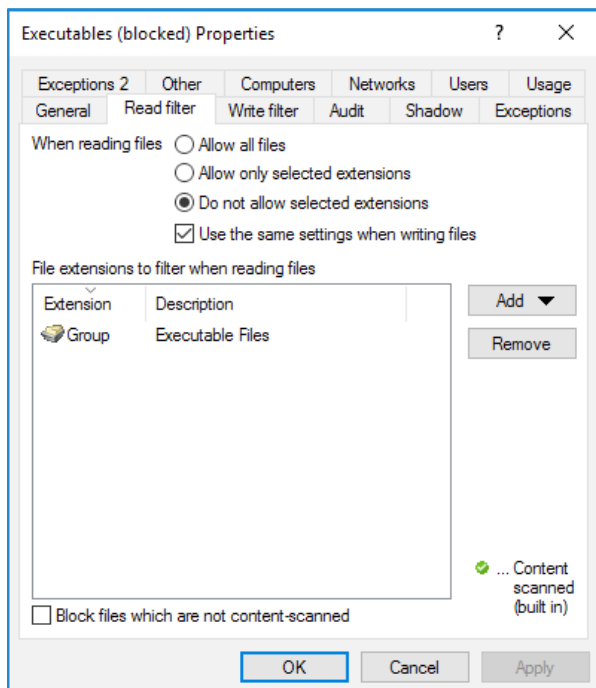 Executables (blocked) Properties
?
Exceptions 2 Other Computers Networks Users Usage
General Read filter Write filter Audit Shadow Exceptions
When reading files Allow all files
Allow only selected extensions
Do not allow selected extensions
Use the same settings when writing files
File extensions to filter when reading files
Extension Description
Add
Group Executable Files
Remove
... Content
scanned
(built in)
Block files which are not content-scanned
OK Cancel Apply